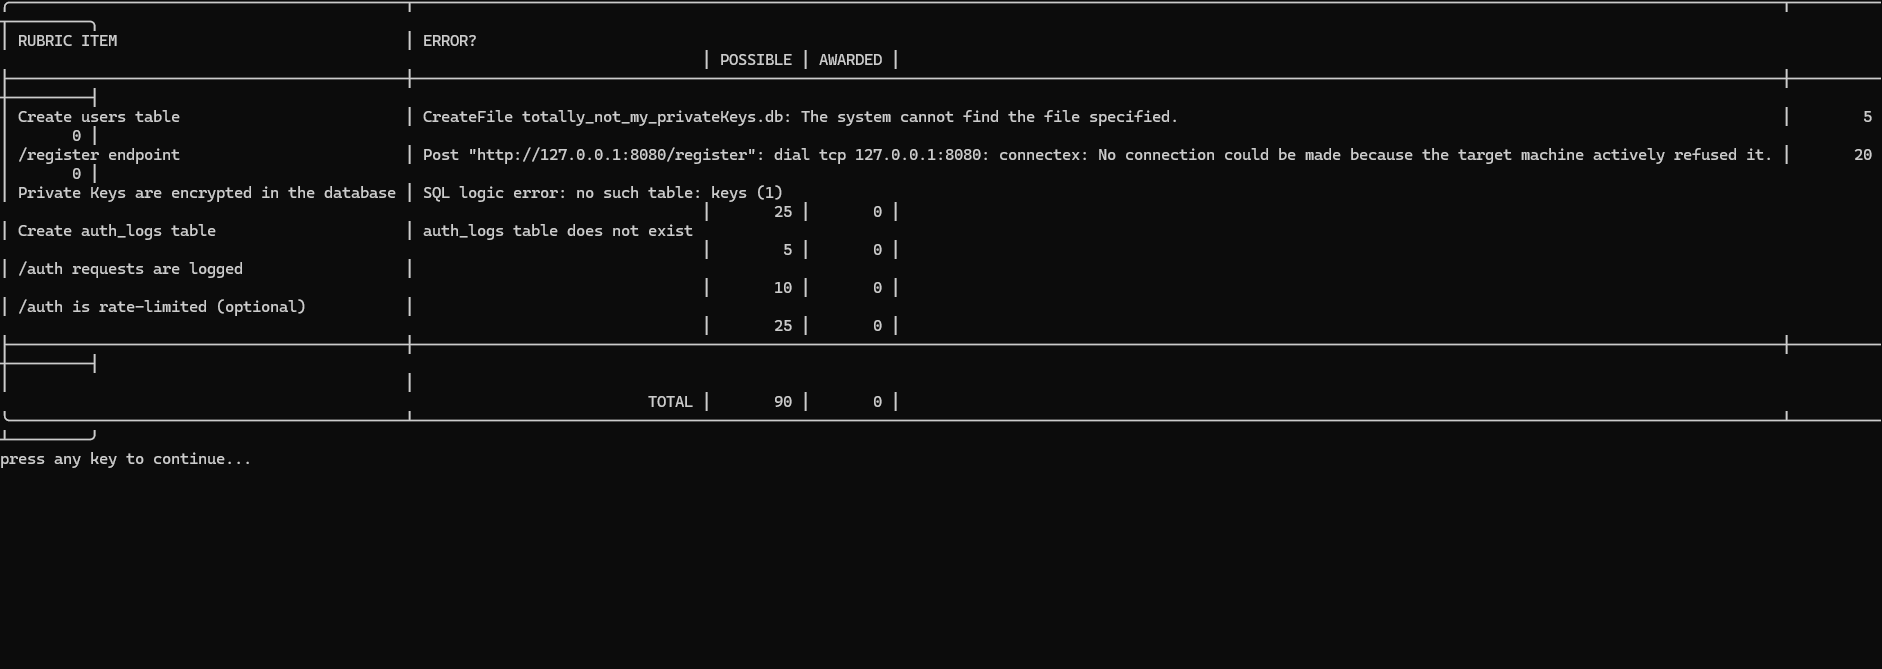 RUBRIC ITEM ERROR?
POSSIBLE AWARDED
Create users table CreateFile totally_not_my_privateKeys.db: The system cannot find the file specified. 5
0
/register endpoint Post "http://127.0.0.1:8080/register": dial tcp 127.0.0.1:8080: connectex: No connection could be made because the target machine actively refused it. 20
0
Private Keys are encrypted in the database SQL logic error: no such table: keys (1)
25 0
Create auth_logs table auth_logs table does not exist
5 0
/auth requests are logged
10 0
/auth is rate-limited (optional)
25 0
TOTAL 90 0
press any key to continue...